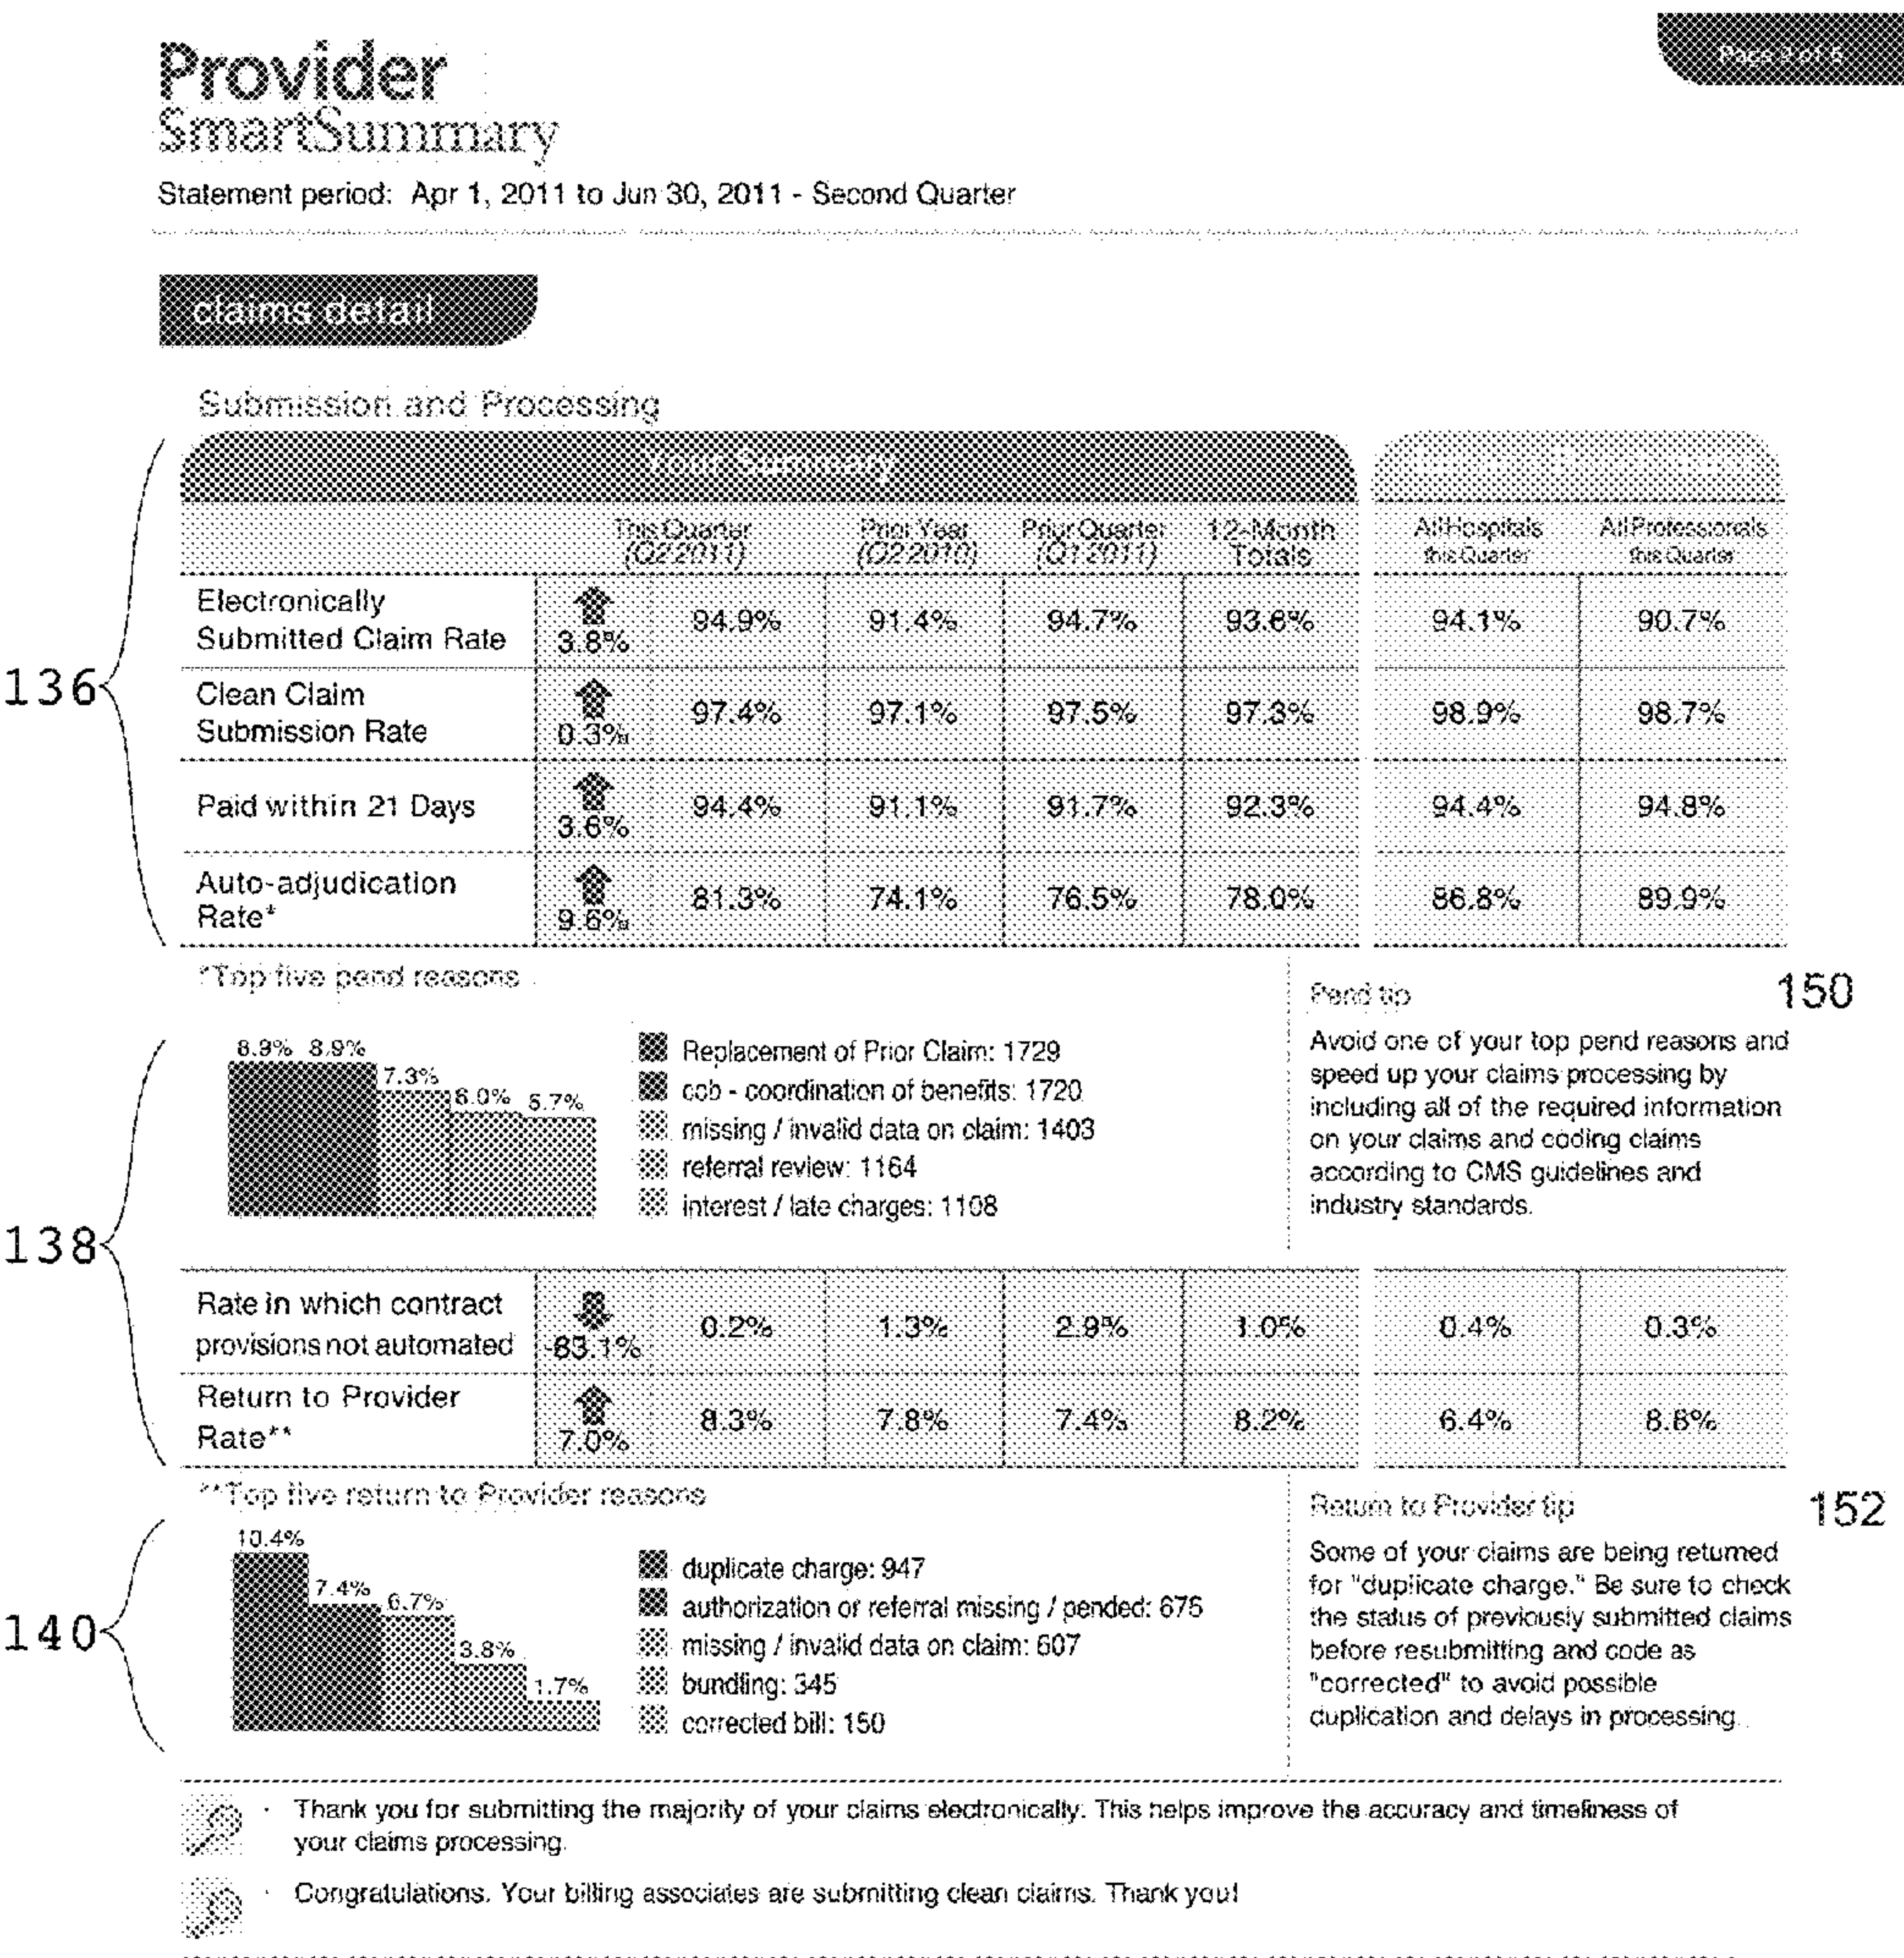 Page 3 of 5
Provider
SmartSummary
Statement period: Apr 1, 2011 to Jun 30, 2011 - Second Quarter
claims detail
Submission and Processing
Your Summary
This Quarter Prior Year Prior Quarter 12-Month All Hospitals All Professionals
(Q2 2011) (Q2 2010) (Q1 2011) Totals this Quarter this Quarter
Electronically
Submitted Claim Rate 3.8% 94.9% 91.4% 94.7% 93.6% 94.1% 90.7%
136
Clean Claim
Submission Rate 0.3% 97.4% 97.1% 97.5% 97.3% 98.9% 98.7%
Paid within 21 Days 3.6% 94.4% 91.1% 91.7% 92.3% 94.4% 94.8%
Auto-adjudication
Rate* 9.6% 81.3% 74.1% 76.5% 78.0% 86.8% 89.9%
*Top five pend reasons
8.9% 8.9% 7.3% 6.0% 5.7%
Replacement of Prior Claim: 1729
cob - coordination of benefits: 1720
missing / invalid data on claim: 1403
referral review: 1164
interest / late charges: 1108
Pend tip
150
Avoid one of your top pend reasons and
speed up your claims processing by
including all of the required information
on your claims and coding claims
according to CMS guidelines and
industry standards.
138
Rate in which contract
provisions not automated -83.1% 0.2% 1.3% 2.9% 1.0% 0.4% 0.3%
Return to Provider
Rate** 7.0% 8.3% 7.8% 7.4% 8.2% 6.4% 8.6%
**Top five return to Provider reasons
10.4% 7.4% 6.7% 3.8% 1.7%
140
duplicate charge: 947
authorization or referral missing / pended: 675
missing / invalid data on claim: 607
bundling: 345
corrected bill: 150
Return to Provider tip
152
Some of your claims are being returned
for "duplicate charge." Be sure to check
the status of previously submitted claims
before resubmitting and code as
"corrected" to avoid possible
duplication and delays in processing.
· Thank you for submitting the majority of your claims electronically. This helps improve the accuracy and timeliness of
your claims processing.
· Congratulations. Your billing associates are submitting clean claims. Thank you!